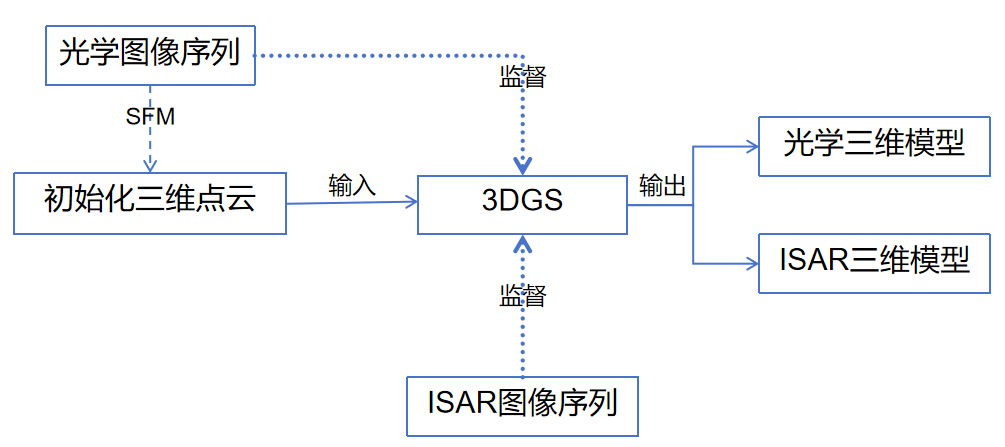 光学图像序列
监督
SFM
光学三维模型
初始化三维点云
输入
3DGS
输出
ISAR三维模型
监督
ISAR图像序列